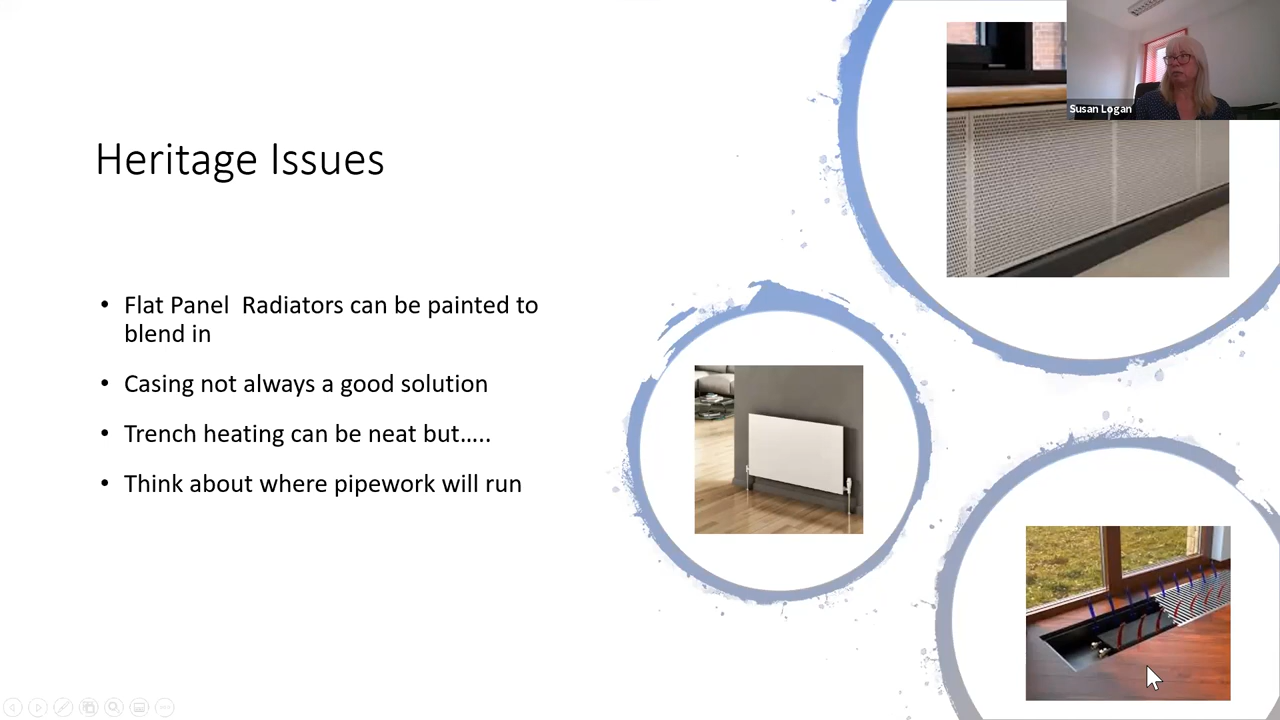 Susan Logan
Heritage Issues
• Flat Panel  Radiators can be painted to
blend in
• Casing not always a good solution
• Trench heating can be neat but…..
• Think about where pipework will run